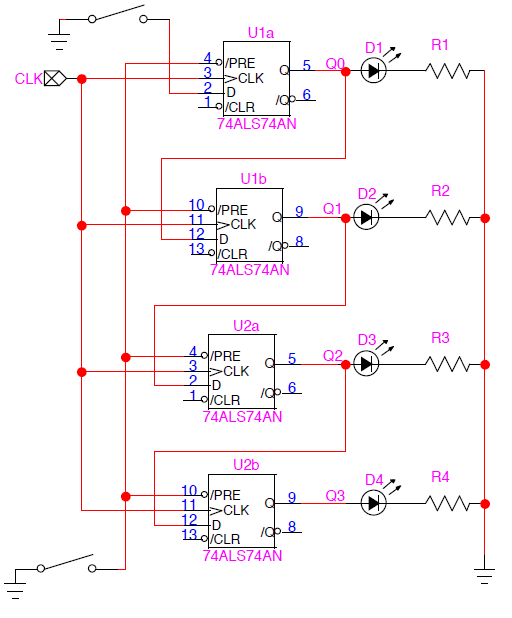 U1a
4 /PRE
3 CLK
2 D
1 /CLR
Q 5
/Q 6
74ALS74AN
CLK
Q0
D1
R1
U1b
10 /PRE
11 CLK
12 D
13 /CLR
Q 9
/Q 8
74ALS74AN
Q1
D2
R2
U2a
4 /PRE
3 CLK
2 D
1 /CLR
Q 5
/Q 6
74ALS74AN
Q2
D3
R3
U2b
10 /PRE
11 CLK
12 D
13 /CLR
Q 9
/Q 8
74ALS74AN
Q3
D4
R4